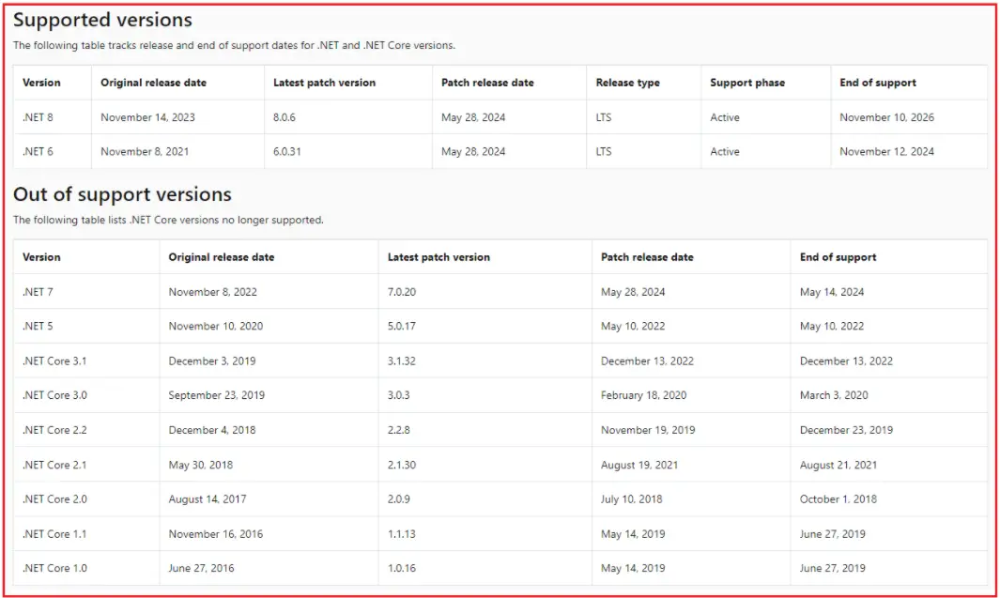 Supported versions
The following table tracks release and end of support dates for .NET and .NET Core versions.
Version Original release date Latest patch version Patch release date Release type Support phase End of support
.NET 8 November 14, 2023 8.0.6 May 28, 2024 LTS Active November 10, 2026
.NET 6 November 8, 2021 6.0.31 May 28, 2024 LTS Active November 12, 2024
Out of support versions
The following table lists .NET Core versions no longer supported.
Version Original release date Latest patch version Patch release date End of support
.NET 7 November 8, 2022 7.0.20 May 28, 2024 May 14, 2024
.NET 5 November 10, 2020 5.0.17 May 10, 2022 May 10, 2022
.NET Core 3.1 December 3, 2019 3.1.32 December 13, 2022 December 13, 2022
.NET Core 3.0 September 23, 2019 3.0.3 February 18, 2020 March 3, 2020
.NET Core 2.2 December 4, 2018 2.2.8 November 19, 2019 December 23, 2019
.NET Core 2.1 May 30, 2018 2.1.30 August 19, 2021 August 21, 2021
.NET Core 2.0 August 14, 2017 2.0.9 July 10, 2018 October 1, 2018
.NET Core 1.1 November 16, 2016 1.1.13 May 14, 2019 June 27, 2019
.NET Core 1.0 June 27, 2016 1.0.16 May 14, 2019 June 27, 2019